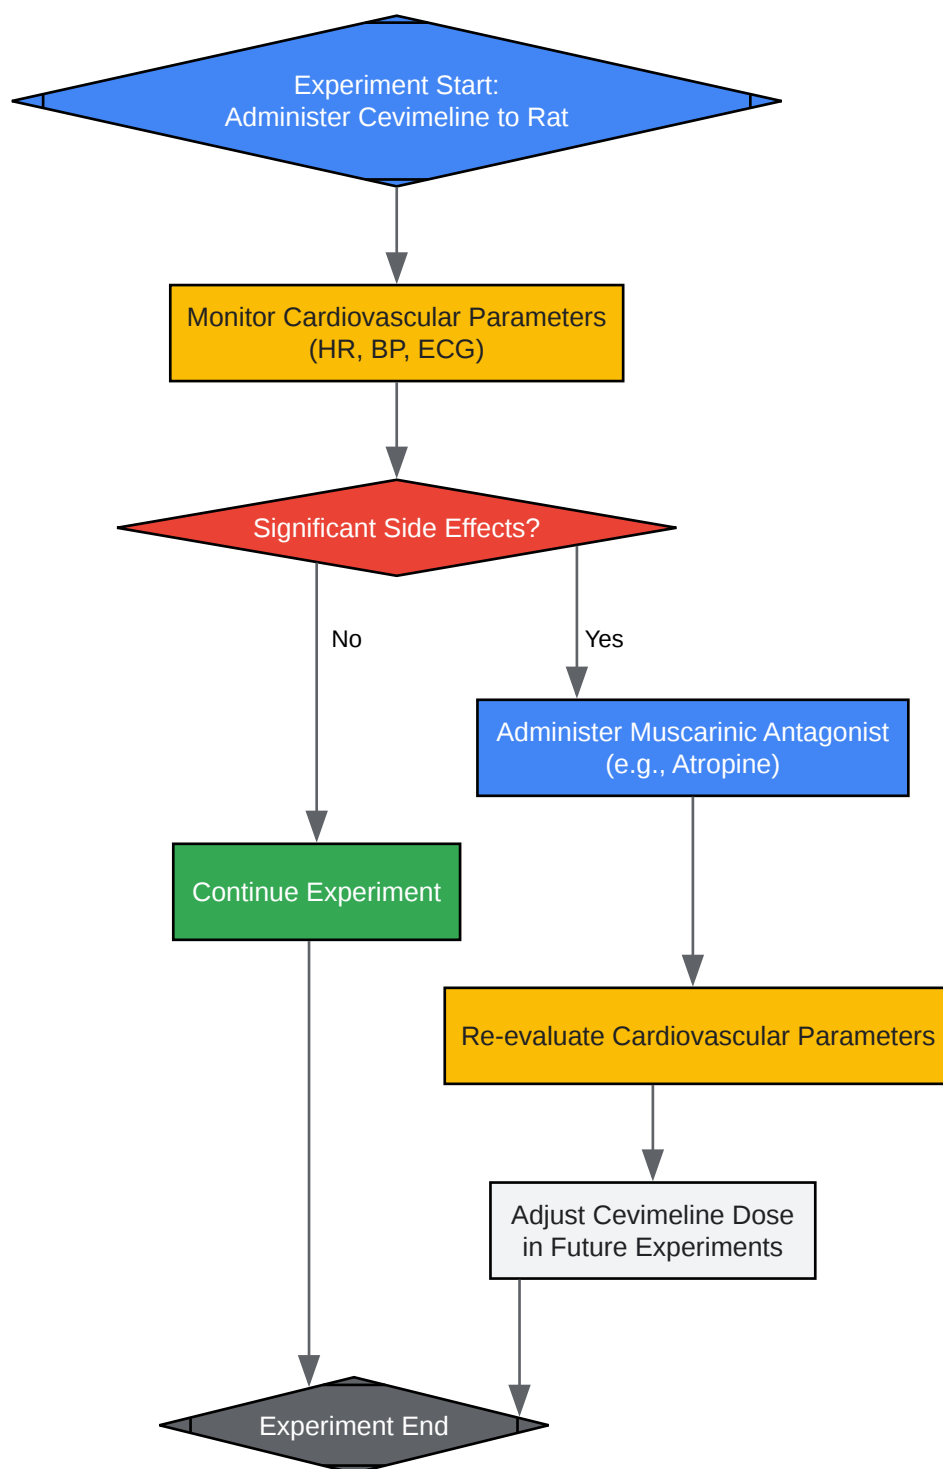 Experiment Start:
Administer Cevimeline to Rat
Monitor Cardiovascular Parameters
(HR, BP, ECG)
Significant Side Effects?
No
Yes
Administer Muscarinic Antagonist
(e.g., Atropine)
Continue Experiment
Re-evaluate Cardiovascular Parameters
Adjust Cevimeline Dose
in Future Experiments
Experiment End